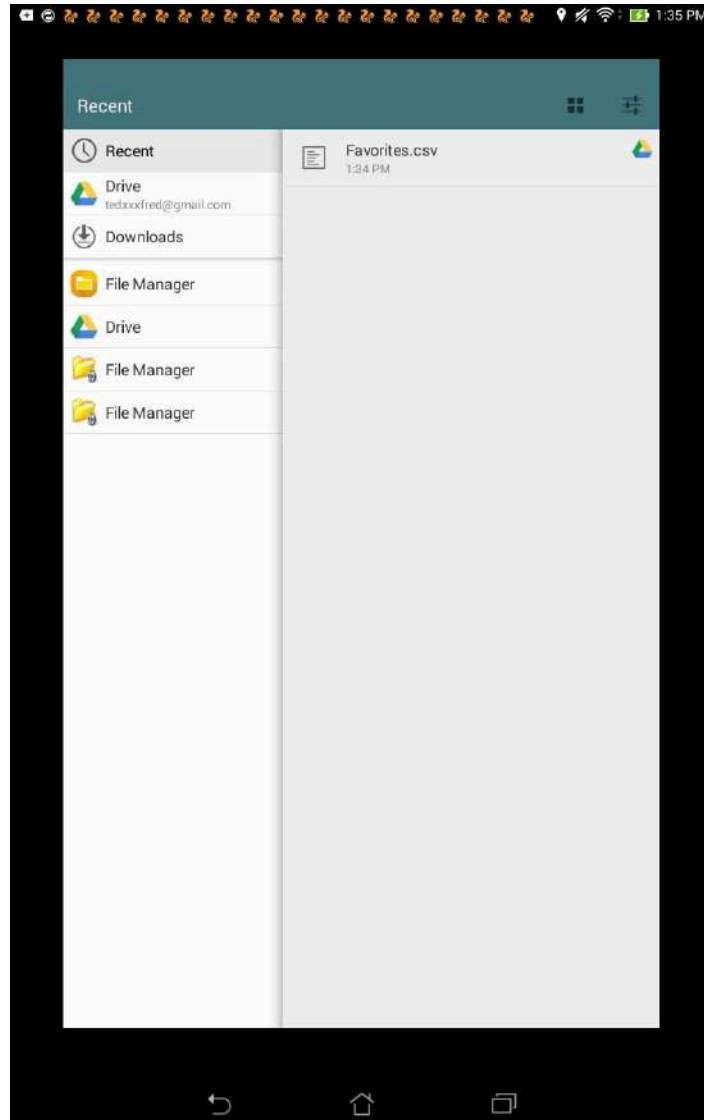 1:35 PM
Recent
Recent
Drive
tedxxxfred@gmail.com
Downloads
File Manager
Drive
File Manager
File Manager
Favorites.csv
1:34 PM